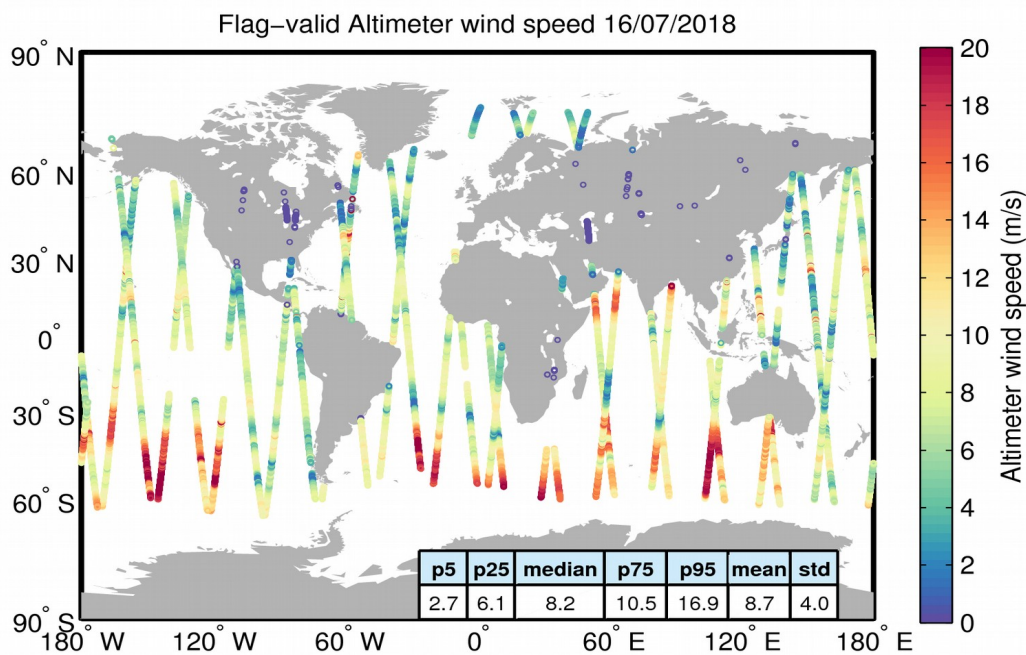 Flag−valid Altimeter wind speed 16/07/2018
90° N
60° N
30° N
0°
30° S
60° S
90° S
180° W
120° W
60° W
0°
60° E
120° E
180° E
p5 p25 median p75 p95 mean std
2.7 6.1 8.2 10.5 16.9 8.7 4.0
20
18
16
14
12
10
8
6
4
2
0
Altimeter wind speed (m/s)